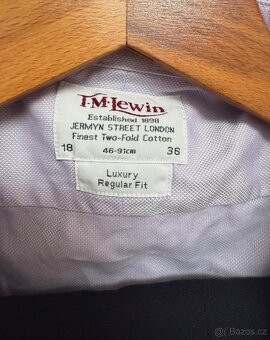 T·M·Lewin
Established 1898
JERMYN STREET LONDON
Finest Two-Fold Cotton
18 46-91cm 36
Luxury
Regular Fit
Bazos.cz